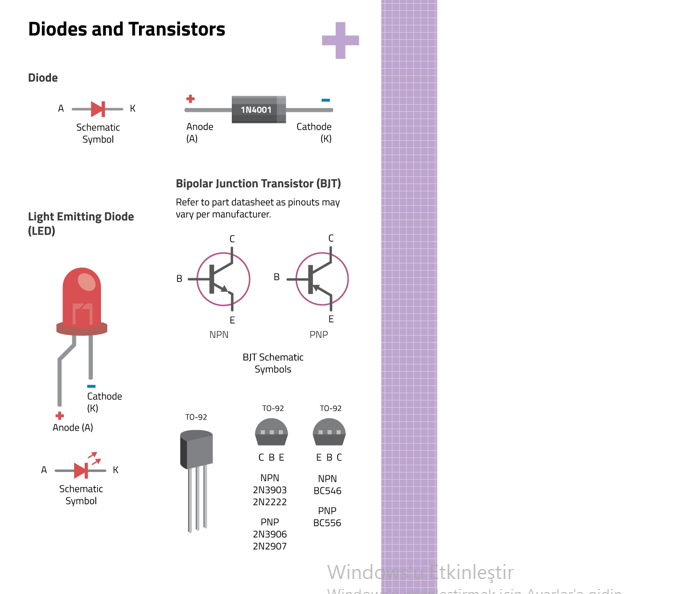 Diodes and Transistors
Diode
A
K
Schematic
Symbol
1N4001
Anode
(A)
Cathode
(K)
Bipolar Junction Transistor (BJT)
Refer to part datasheet as pinouts may
vary per manufacturer.
C
B
E
NPN
C
B
E
PNP
BJT Schematic
Symbols
Light Emitting Diode
(LED)
Cathode
(K)
Anode (A)
A
K
Schematic
Symbol
TO-92
TO-92
C B E
NPN
2N3903
2N2222
PNP
2N3906
2N2907
TO-92
E B C
NPN
BC546
PNP
BC556
Windows'u Etkinleştir
Windows'u etkinleştirmek için Ayarlar'a gidin